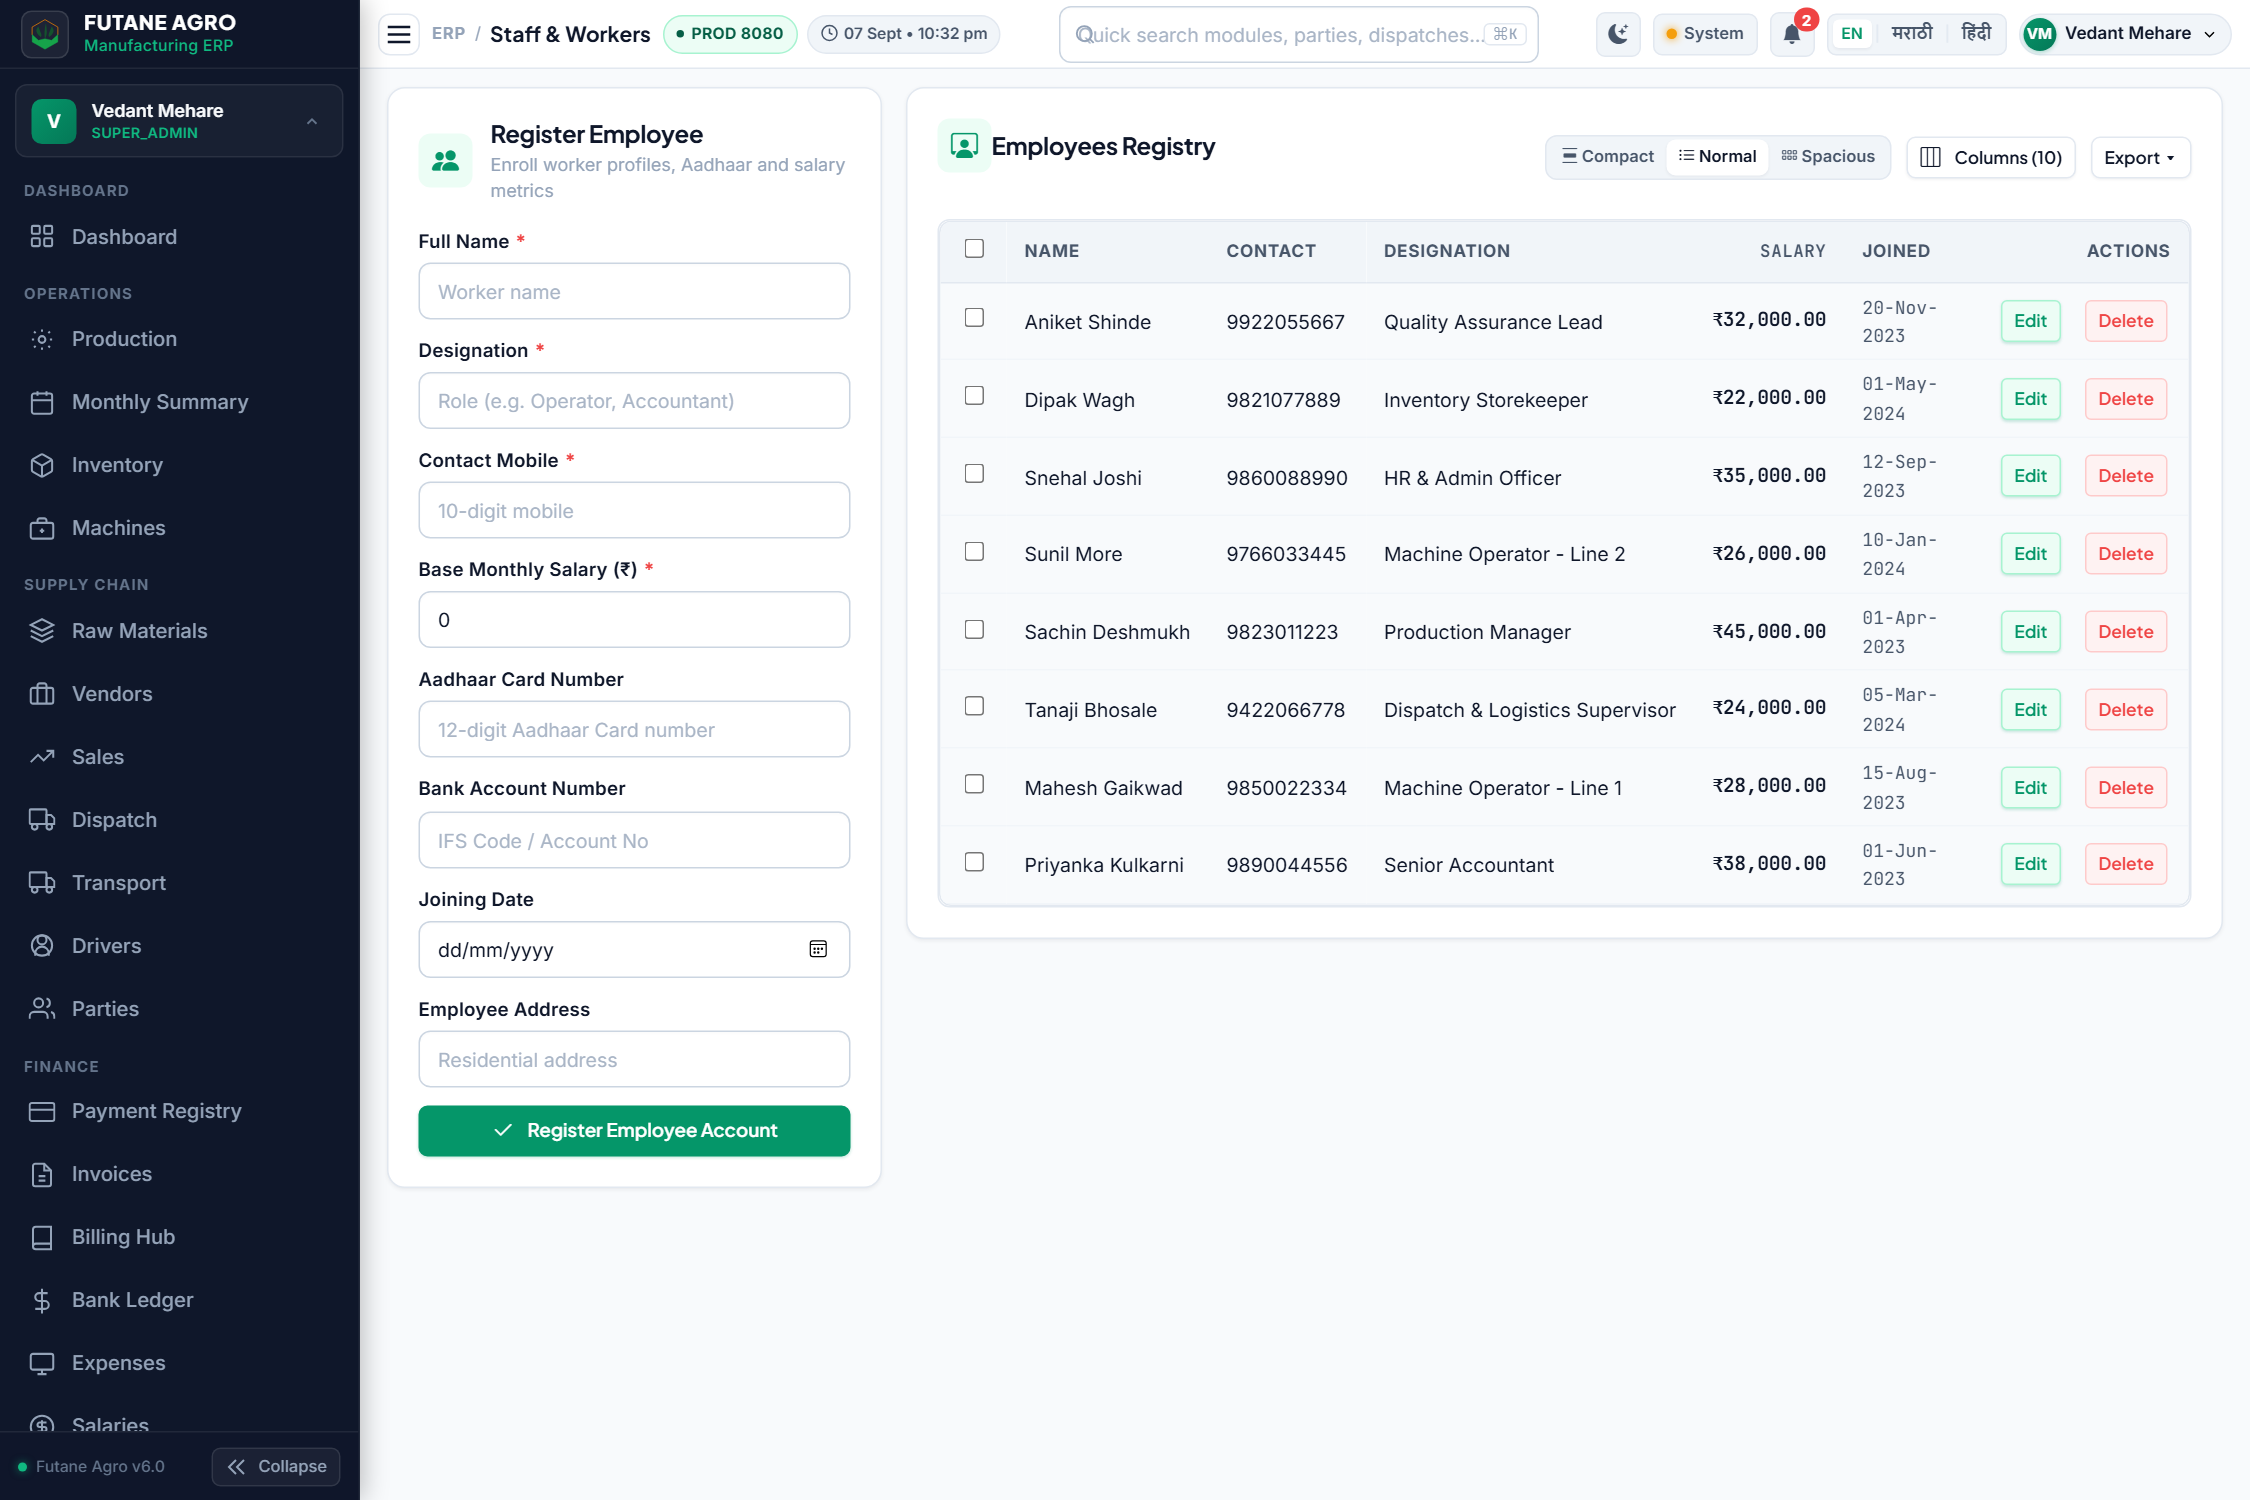 FUTANE AGRO
Manufacturing ERP
V
Vedant Mehare
SUPER_ADMIN
DASHBOARD
Dashboard
OPERATIONS
Production
Monthly Summary
Inventory
Machines
SUPPLY CHAIN
Raw Materials
Vendors
Sales
Dispatch
Transport
Drivers
Parties
FINANCE
Payment Registry
Invoices
Billing Hub
Bank Ledger
Expenses
Salaries
Futane Agro v6.0
Collapse
ERP / Staff & Workers
PROD 8080
07 Sept • 10:32 pm
Quick search modules, parties, dispatches... ⌘K
System
2
EN मराठी हिंदी
VM Vedant Mehare
Register Employee
Enroll worker profiles, Aadhaar and salary
metrics
Full Name *
Worker name
Designation *
Role (e.g. Operator, Accountant)
Contact Mobile *
10-digit mobile
Base Monthly Salary (₹) *
0
Aadhaar Card Number
12-digit Aadhaar Card number
Bank Account Number
IFS Code / Account No
Joining Date
dd/mm/yyyy
Employee Address
Residential address
Register Employee Account
Employees Registry
Compact Normal Spacious
Columns (10)
Export
NAME CONTACT DESIGNATION SALARY JOINED ACTIONS
Aniket Shinde 9922055667 Quality Assurance Lead ₹32,000.00 20-Nov-2023 Edit Delete
Dipak Wagh 9821077889 Inventory Storekeeper ₹22,000.00 01-May-2024 Edit Delete
Snehal Joshi 9860088990 HR & Admin Officer ₹35,000.00 12-Sep-2023 Edit Delete
Sunil More 9766033445 Machine Operator - Line 2 ₹26,000.00 10-Jan-2024 Edit Delete
Sachin Deshmukh 9823011223 Production Manager ₹45,000.00 01-Apr-2023 Edit Delete
Tanaji Bhosale 9422066778 Dispatch & Logistics Supervisor ₹24,000.00 05-Mar-2024 Edit Delete
Mahesh Gaikwad 9850022334 Machine Operator - Line 1 ₹28,000.00 15-Aug-2023 Edit Delete
Priyanka Kulkarni 9890044556 Senior Accountant ₹38,000.00 01-Jun-2023 Edit Delete